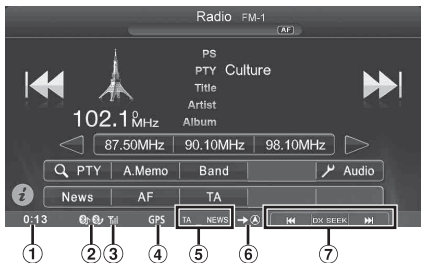 Radio FM-1
AF
PS
PTY Culture
Title
Artist
102.10 MHz Album
87.50MHz 90.10MHz 98.10MHz
PTY A.Memo Band Audio
News AF TA
0:13 GPS TA NEWS DX SEEK
1 2 3 4 5 6 7